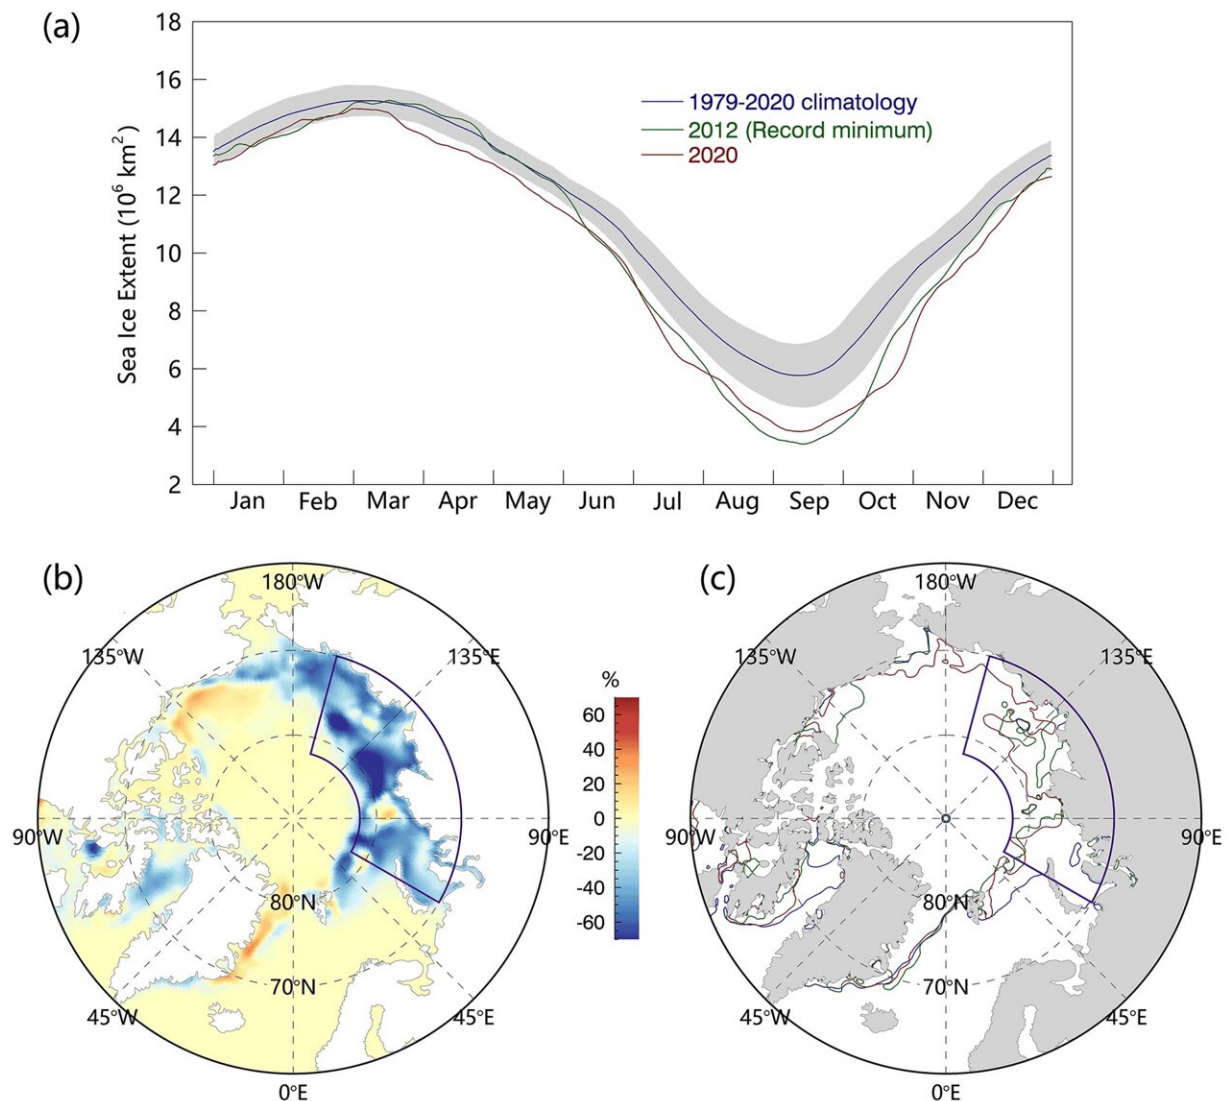 (a)
18
16
14
12
10
8
6
4
2
Sea Ice Extent (10⁶ km²)
1979-2020 climatology
2012 (Record minimum)
2020
Jan Feb Mar Apr May Jun Jul Aug Sep Oct Nov Dec
(b)
180°W
135°W
135°E
90°W
90°E
80°N
70°N
45°W
45°E
0°E
%
60
40
20
0
-20
-40
-60
(c)
180°W
135°W
135°E
90°W
90°E
80°N
70°N
45°W
45°E
0°E